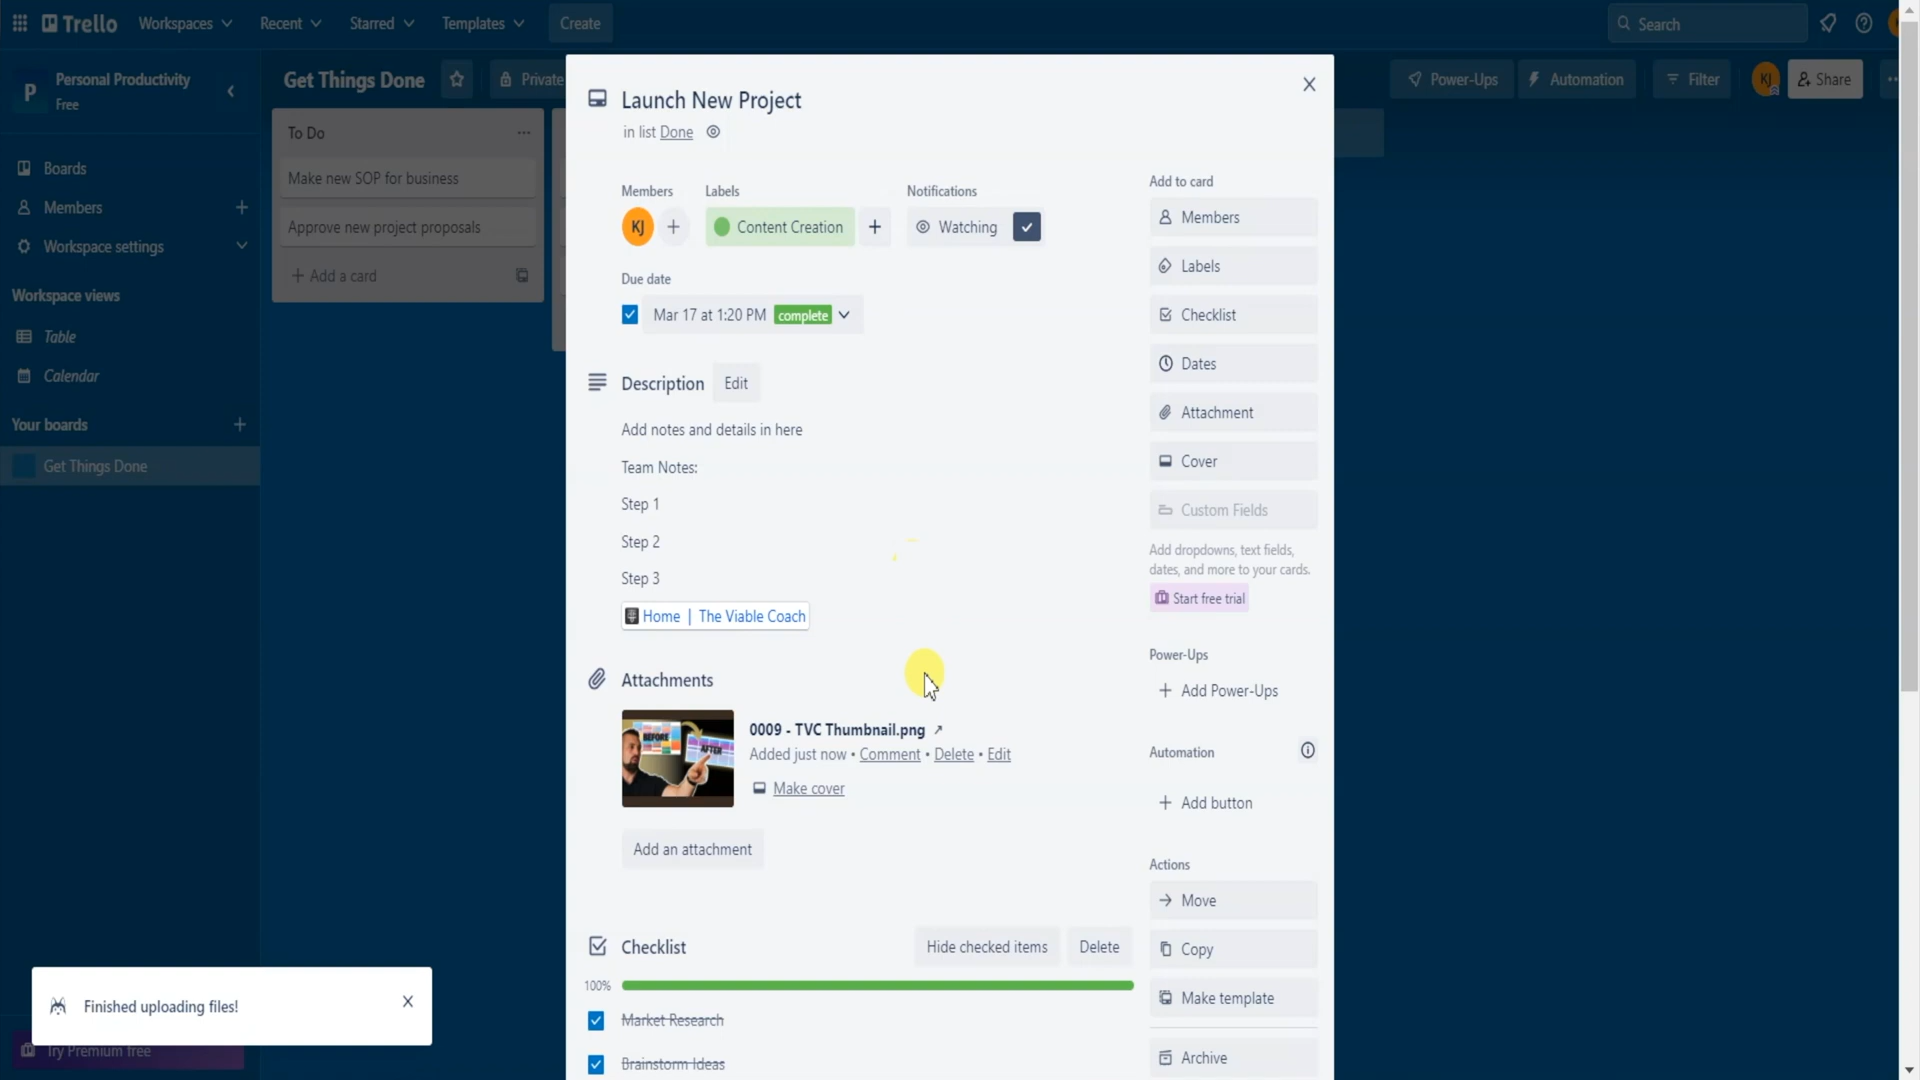 Trello
Workspaces
Recent
Starred
Templates
Create
Search
P
Personal Productivity
Free
Boards
Members
Workspace settings
Workspace views
Table
Calendar
Your boards
Get Things Done
Try Premium free
Get Things Done
Private
Power-Ups
Automation
Filter
KJ
Share
To Do
Make new SOP for business
Approve new project proposals
Add a card
Launch New Project
in list Done
Members
Labels
Notifications
KJ
Content Creation
Watching
Due date
Mar 17 at 1:20 PM complete
Description
Edit
Add notes and details in here
Team Notes:
Step 1
Step 2
Step 3
Home | The Viable Coach
Attachments
BEFORE
AFTER
0009 - TVC Thumbnail.png
Added just now • Comment • Delete • Edit
Make cover
Add an attachment
Checklist
Hide checked items
Delete
100%
Market Research
Brainstorm Ideas
Add to card
Members
Labels
Checklist
Dates
Attachment
Cover
Custom Fields
Add dropdowns, text fields,
dates, and more to your cards.
Start free trial
Power-Ups
Add Power-Ups
Automation
Add button
Actions
Move
Copy
Make template
Archive
Finished uploading files!